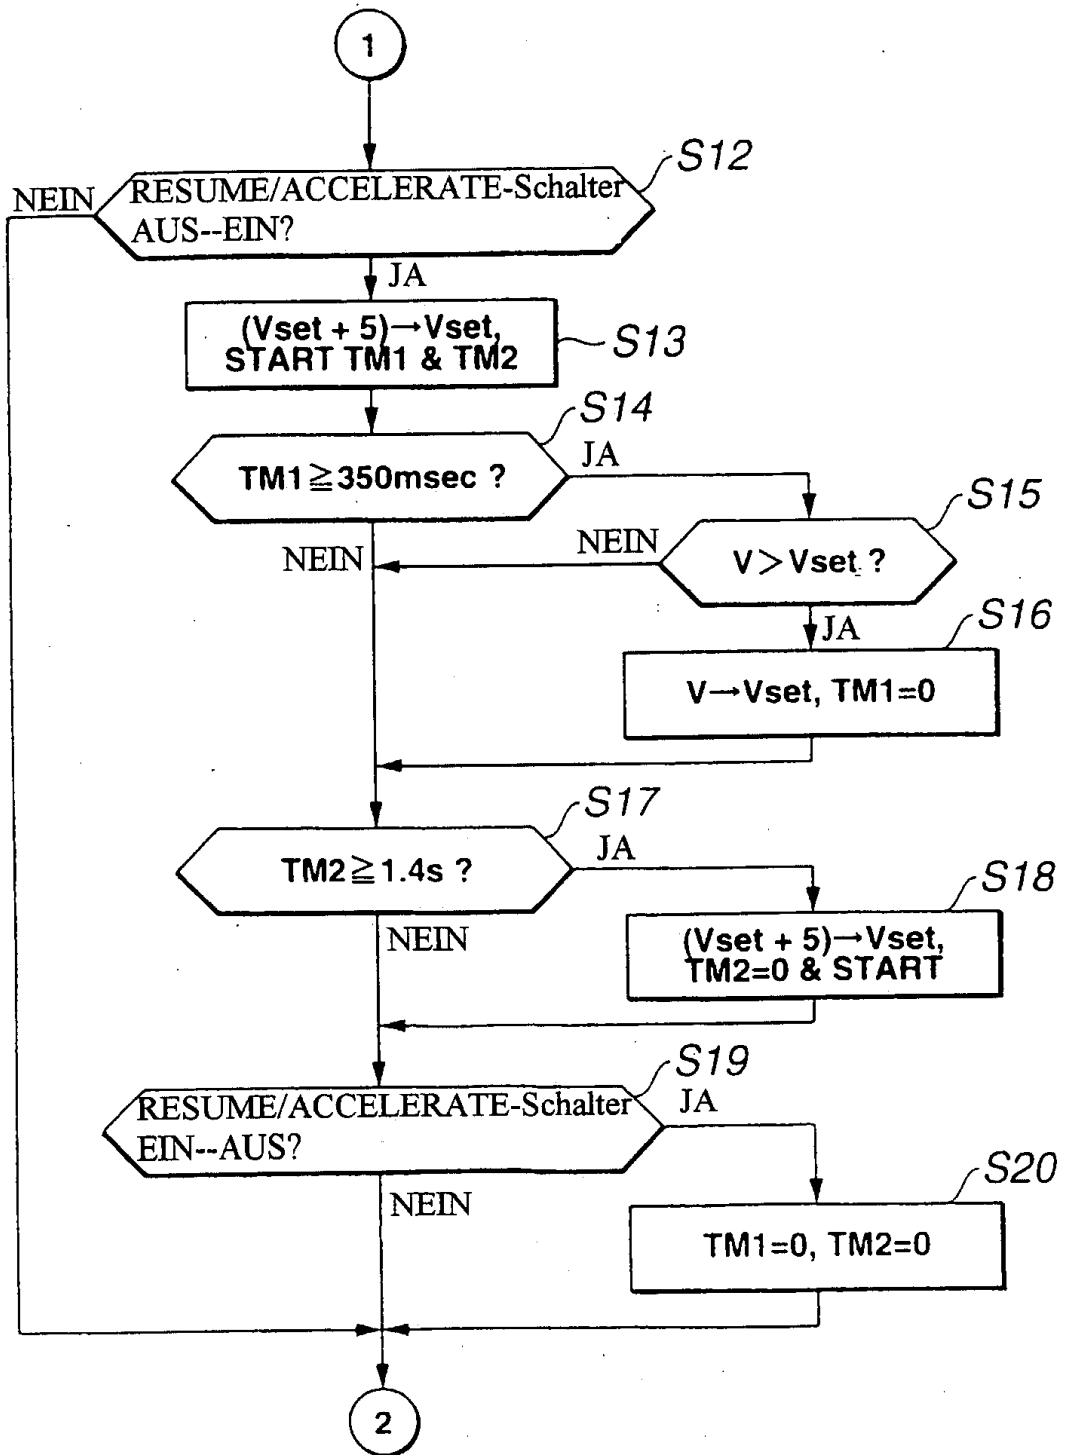 1
S12
NEIN
RESUME/ACCELERATE-Schalter
AUS--EIN?
JA
(Vset + 5)→Vset,
START TM1 & TM2
S13
S14
TM1≧350msec ?
JA
S15
NEIN
NEIN
V>Vset ?
JA
S16
V→Vset, TM1=0
S17
TM2≧1.4s ?
JA
S18
NEIN
(Vset + 5)→Vset,
TM2=0 & START
S19
RESUME/ACCELERATE-Schalter
EIN--AUS?
JA
NEIN
S20
TM1=0, TM2=0
2